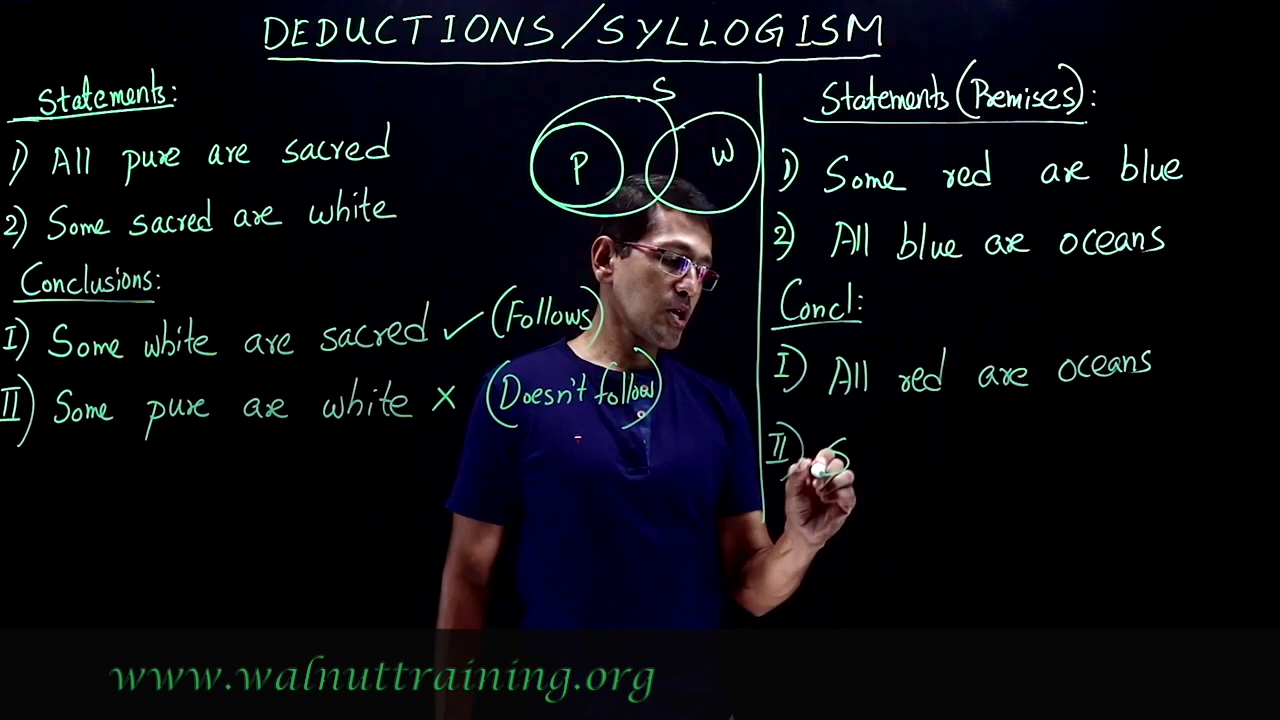 DEDUCTIONS/SYLLOGISM
Statements:
1) All pure are sacred
2) Some sacred are white
Conclusions:
I) Some white are sacred ✓ (Follows)
II) Some pure are white × (Doesn't follow)
S
P
W
Statements (Premises):
1) Some red are blue
2) All blue are oceans
Concl:
I) All red are oceans
II) S
www.walnuttraining.org